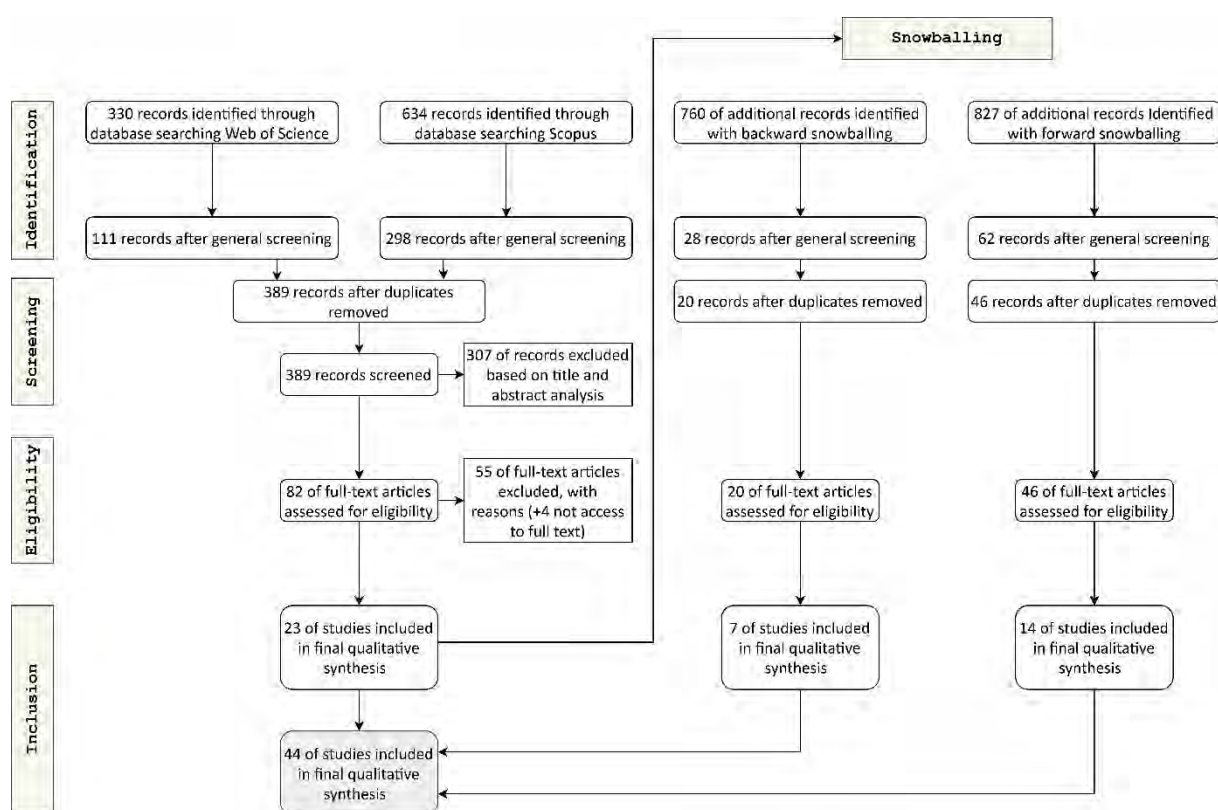 Snowballing
Identification
330 records identified through
database searching Web of Science
634 records identified through
database searching Scopus
760 of additional records identified
with backward snowballing
827 of additional records Identified
with forward snowballing
111 records after general screening
298 records after general screening
28 records after general screening
62 records after general screening
Screening
389 records after duplicates
removed
20 records after duplicates removed
46 records after duplicates removed
389 records screened
307 of records excluded
based on title and
abstract analysis
Eligibility
82 of full-text articles
assessed for eligibility
55 of full-text articles
excluded, with
reasons (+4 not access
to full text)
20 of full-text articles
assessed for eligibility
46 of full-text articles
assessed for eligibility
Inclusion
23 of studies included
in final qualitative
synthesis
7 of studies included
in final qualitative
synthesis
14 of studies included
in final qualitative
synthesis
44 of studies included
in final qualitative
synthesis